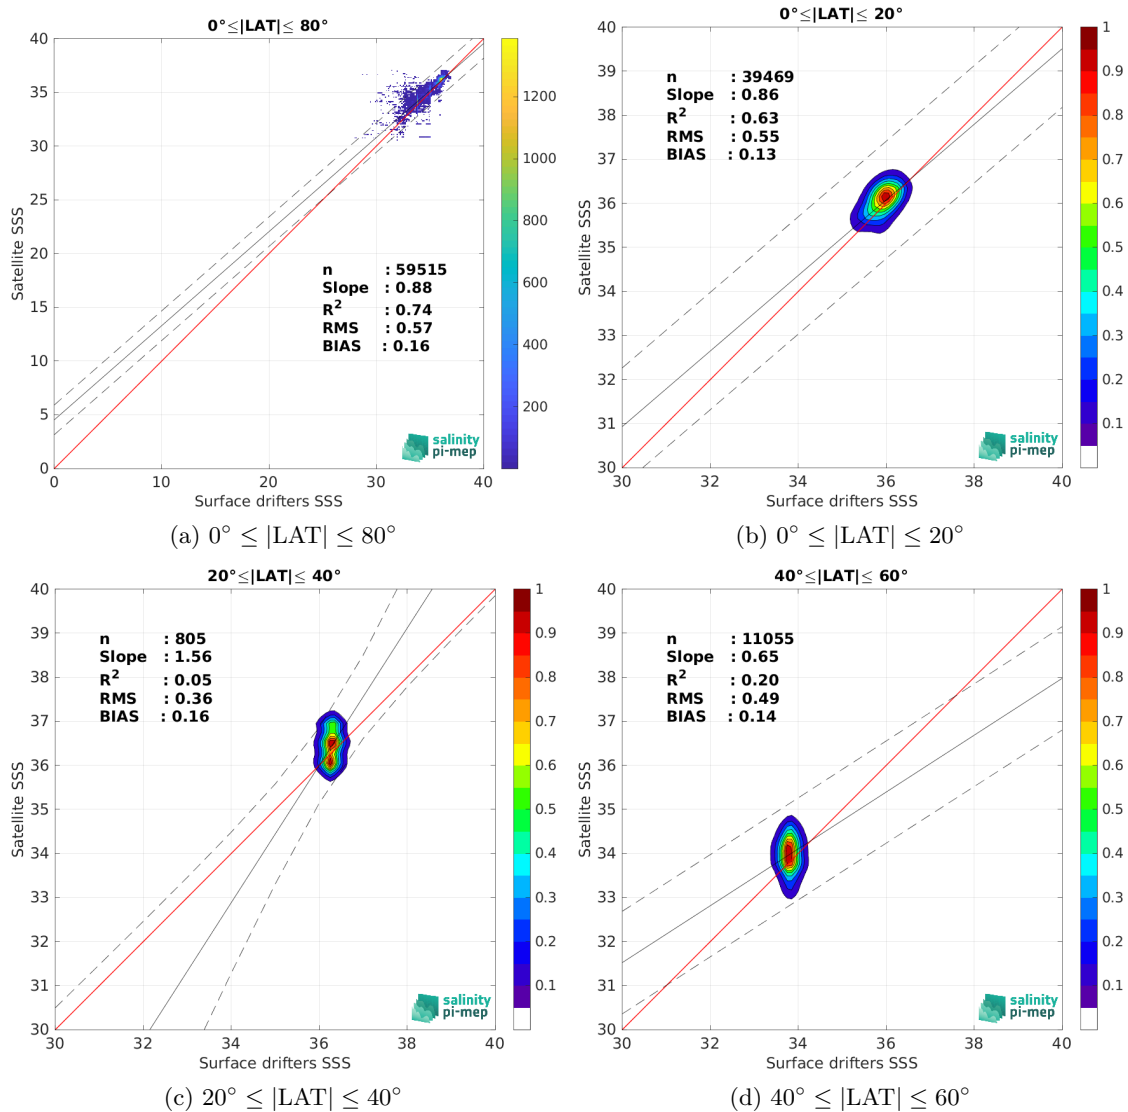 0°≤|LAT|≤ 80°
40
35
30
25
20
15
10
5
0
Satellite SSS
n : 59515
Slope : 0.88
R2 : 0.74
RMS : 0.57
BIAS : 0.16
salinity
pi-mep
0 10 20 30 40
Surface drifters SSS
1200
1000
800
600
400
(a) 0° ≤ |LAT| ≤ 80°
0°≤|LAT|≤ 20°
40
39
38
37
36
35
34
33
32
31
30
Satellite SSS
n : 39469
Slope : 0.86
R2 : 0.63
RMS : 0.55
BIAS : 0.13
salinity
pi-mep
30 32 34 36 38 40
Surface drifters SSS
1
0.9
0.8
0.7
0.6
0.5
0.4
0.3
0.2
0.1
(b) 0° ≤ |LAT| ≤ 20°
20°≤|LAT|≤ 40°
40
39
38
37
36
35
34
33
32
31
30
Satellite SSS
n : 805
Slope : 1.56
R2 : 0.05
RMS : 0.36
BIAS : 0.16
salinity
pi-mep
30 32 34 36 38 40
Surface drifters SSS
1
0.9
0.8
0.7
0.6
0.5
0.4
0.3
0.2
0.1
(c) 20° ≤ |LAT| ≤ 40°
40°≤|LAT|≤ 60°
40
39
38
37
36
35
34
33
32
31
30
Satellite SSS
n : 11055
Slope : 0.65
R2 : 0.20
RMS : 0.49
BIAS : 0.14
salinity
pi-mep
30 32 34 36 38 40
Surface drifters SSS
1
0.9
0.8
0.7
0.6
0.5
0.4
0.3
0.2
0.1
(d) 40° ≤ |LAT| ≤ 60°